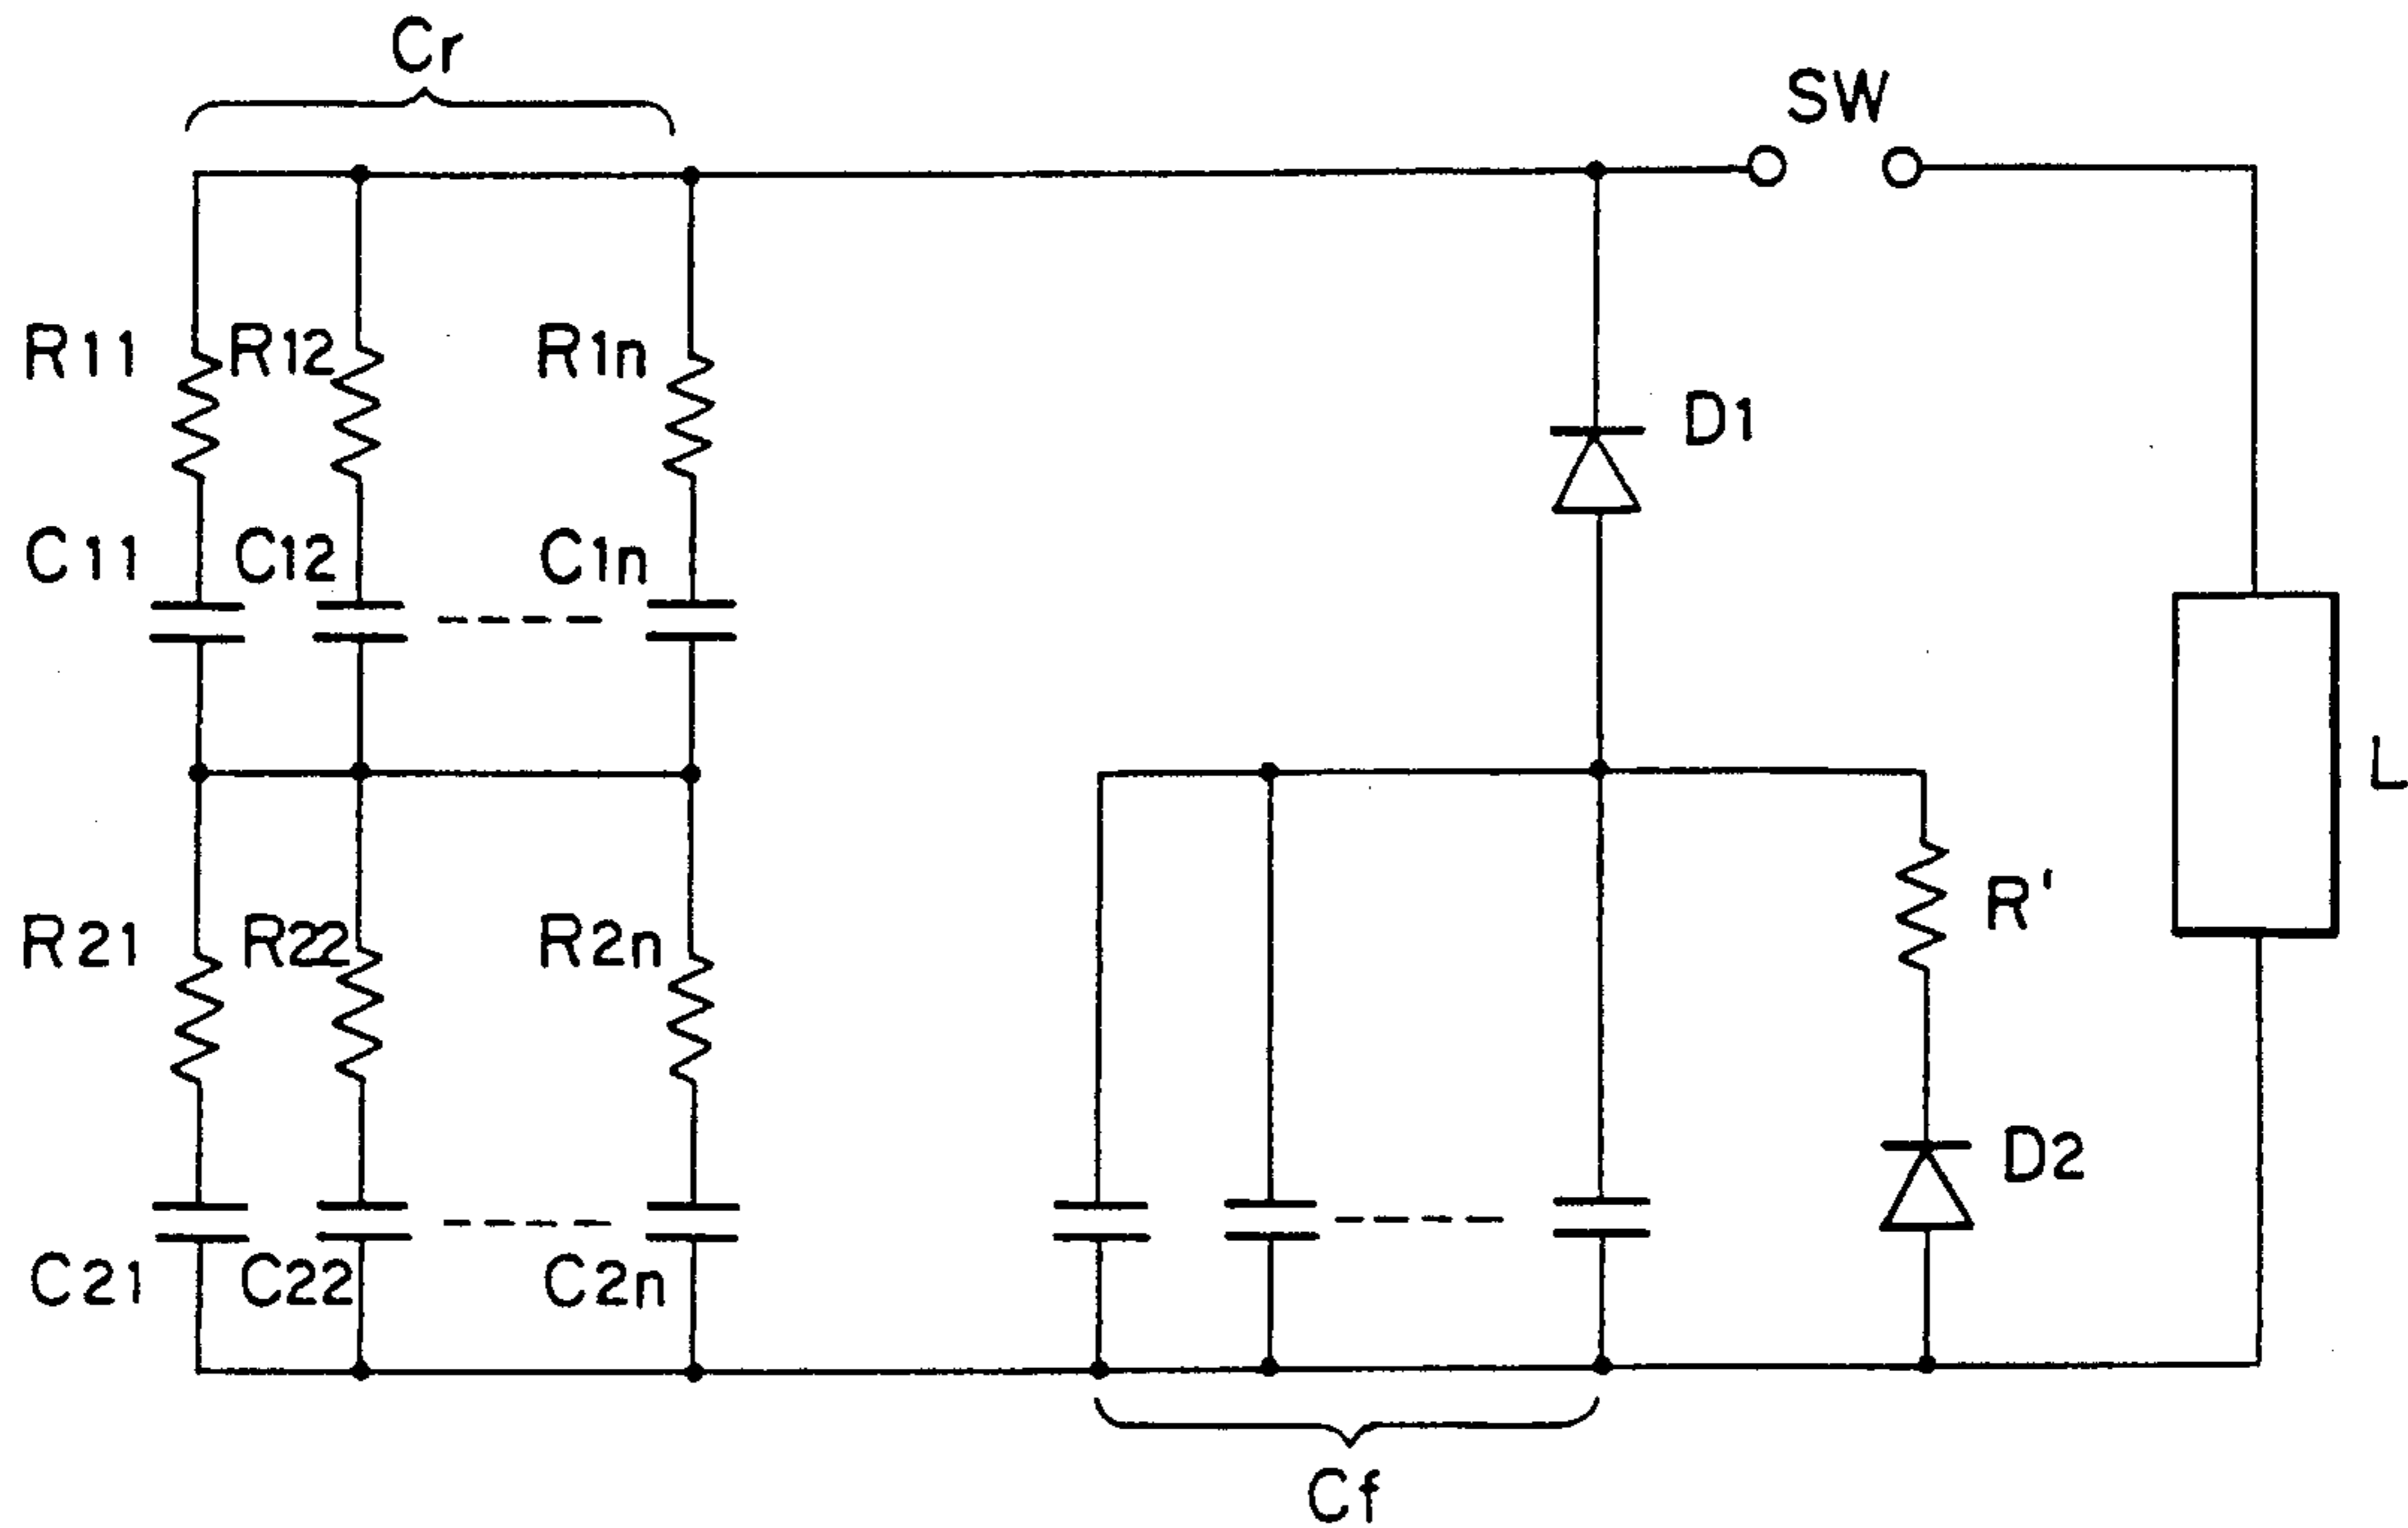 Cr
SW
R11 R12 R1n
D1
C11 C12 C1n
L
R'
R21 R22 R2n
D2
C21 C22 C2n
Cf